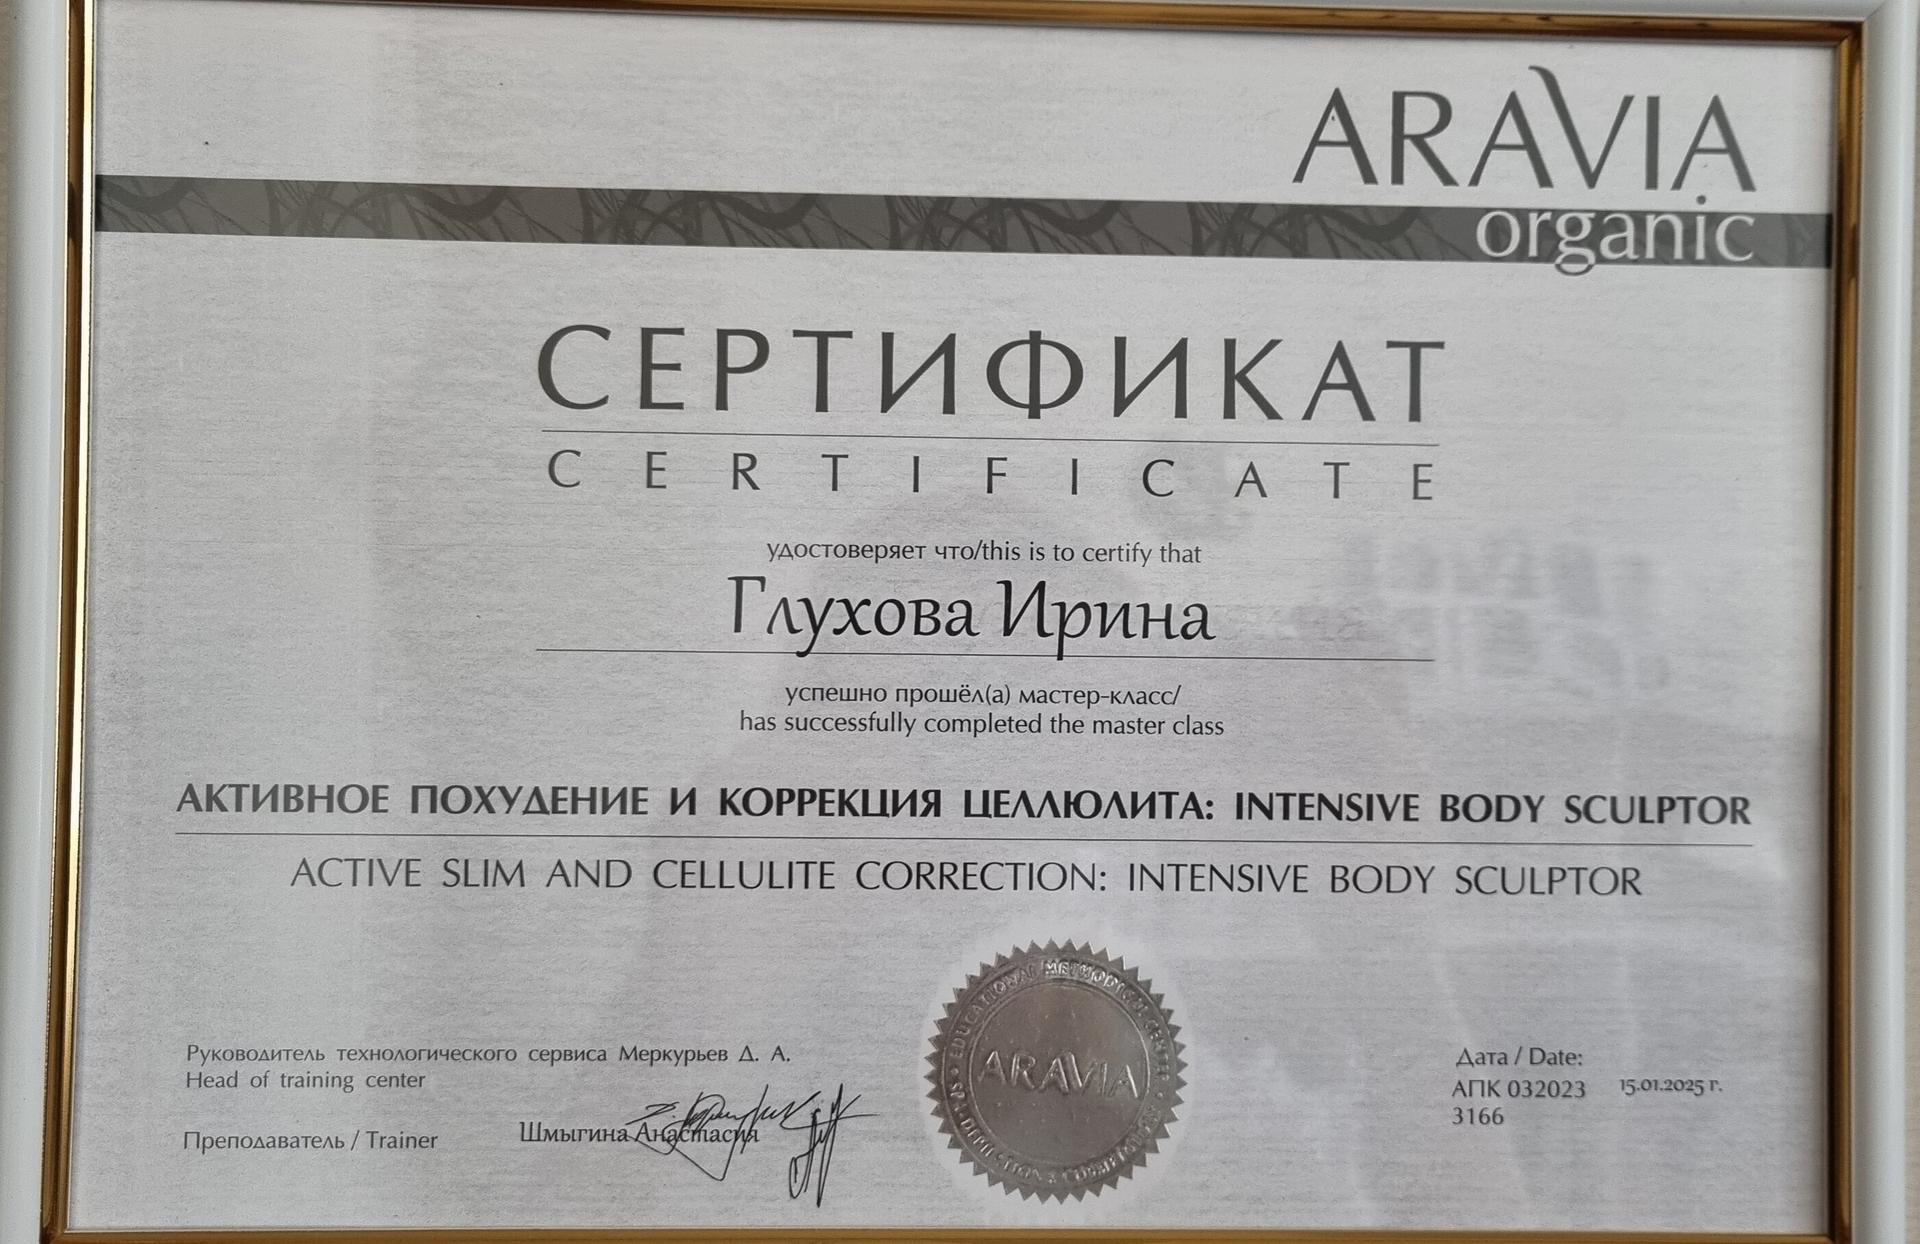 ARAVIA
organic
СЕРТИФИКАТ
CERTIFICATE
удостоверяет что/this is to certify that
Глухова Ирина
успешно прошёл(а) мастер-класс/
has successfully completed the master class
АКТИВНОЕ ПОХУДЕНИЕ И КОРРЕКЦИЯ ЦЕЛЛЮЛИТА: INTENSIVE BODY SCULPTOR
ACTIVE SLIM AND CELLULITE CORRECTION: INTENSIVE BODY SCULPTOR
EDUCATIONAL METHODICAL CENTER
ARAVIA
Руководитель технологического сервиса Меркурьев Д. А.
Head of training center
Преподаватель / Trainer Шмыгина Анастасия
Дата / Date:
АПК 032023 15.01.2025 г.
3166